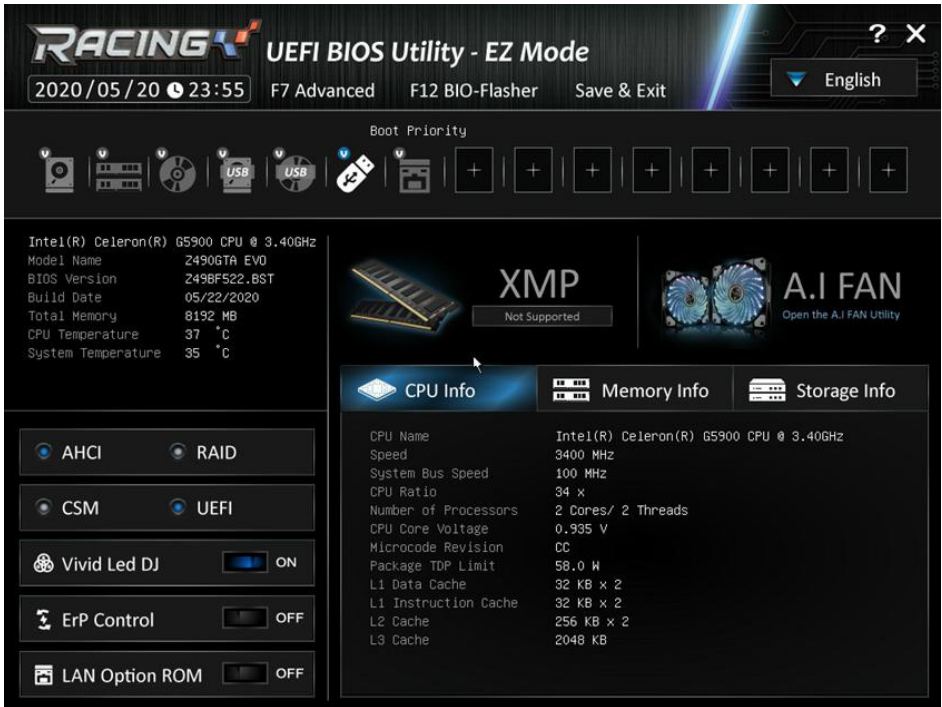 RACING
UEFI BIOS Utility - EZ Mode
? ×
2020/05/20 23:55
F7 Advanced F12 BIO-Flasher Save & Exit
English
Boot Priority
V V V V V V V
USB USB
+ + + + + + + +
Intel(R) Celeron(R) G5900 CPU @ 3.40GHz
Model Name Z490GTA EVO
BIOS Version Z49BF522.BST
Build Date 05/22/2020
Total Memory 8192 MB
CPU Temperature 37 °C
System Temperature 35 °C
XMP
Not Supported
A.I FAN
Open the A.I FAN Utility
CPU Info Memory Info Storage Info
CPU Name Intel(R) Celeron(R) G5900 CPU @ 3.40GHz
Speed 3400 MHz
System Bus Speed 100 MHz
CPU Ratio 34 x
Number of Processors 2 Cores/ 2 Threads
CPU Core Voltage 0.935 V
Microcode Revision CC
Package TDP Limit 58.0 W
L1 Data Cache 32 KB x 2
L1 Instruction Cache 32 KB x 2
L2 Cache 256 KB x 2
L3 Cache 2048 KB
AHCI RAID
CSM UEFI
Vivid Led DJ ON
ErP Control OFF
LAN Option ROM OFF